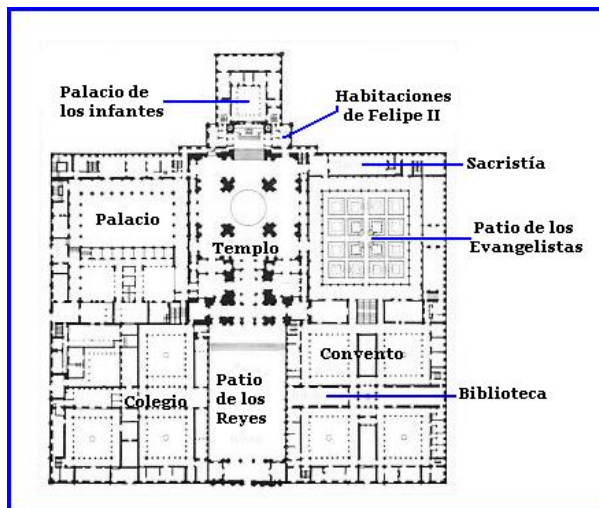 Palacio de
los infantes
Habitaciones
de Felipe II
Sacristía
Palacio
Templo
Patio de los
Evangelistas
Convento
Colegio
Patio
de los
Reyes
Biblioteca